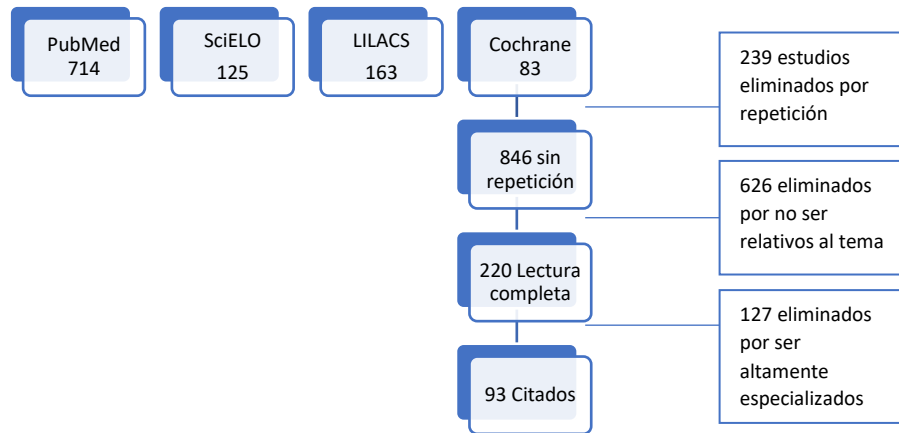 PubMed
714
SciELO
125
LILACS
163
Cochrane
83
239 estudios
eliminados por
repetición
846 sin
repetición
626 eliminados
por no ser
relativos al tema
220 Lectura
completa
127 eliminados
por ser
altamente
especializados
93 Citados